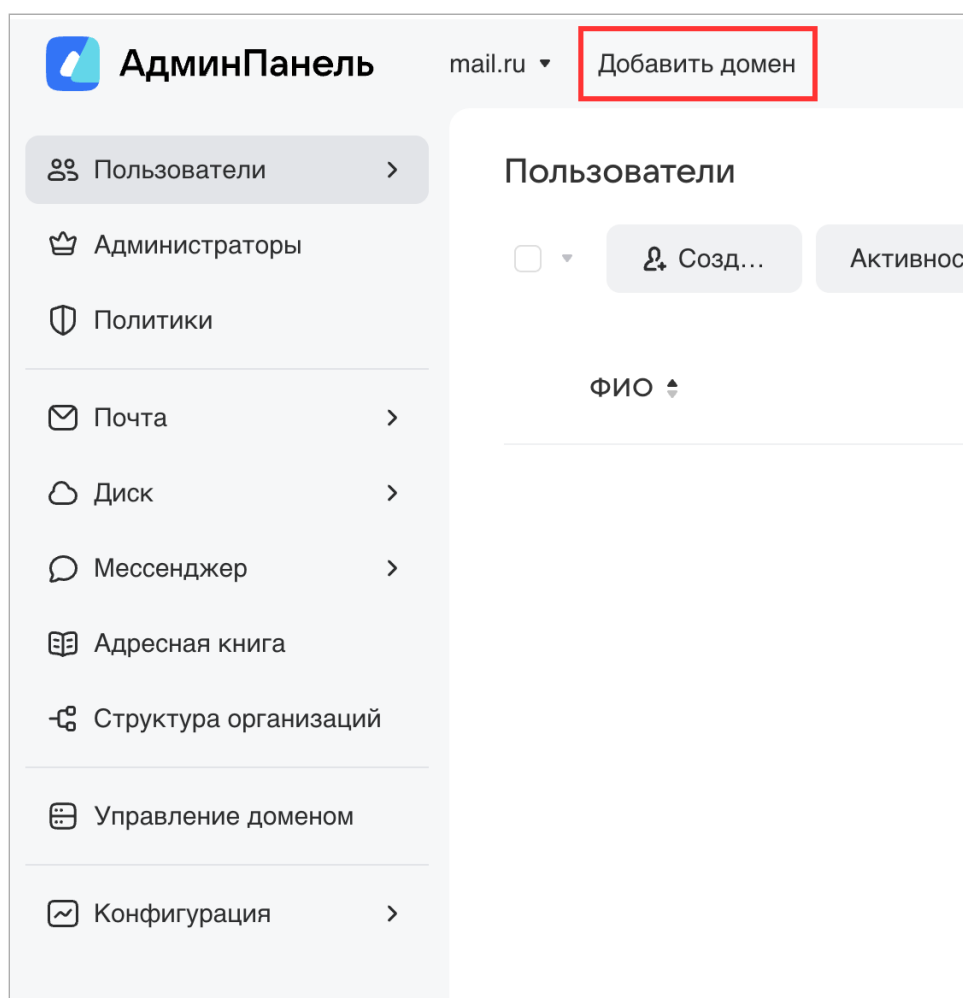 АдминПанель
mail.ru
Добавить домен
Пользователи
Администраторы
Политики
Почта
Диск
Мессенджер
Адресная книга
Структура организаций
Управление доменом
Конфигурация
Пользователи
Созд...
Активнос
ФИО